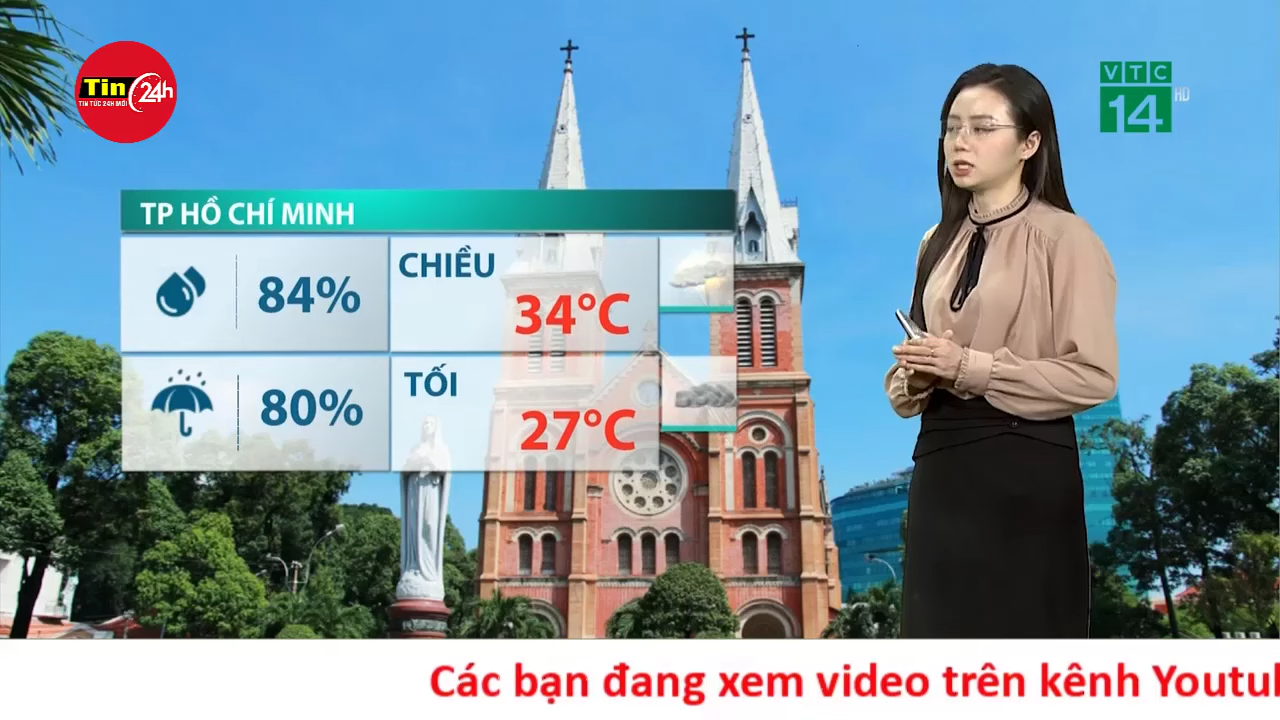 Tin 24h
TIN TỨC 24H MỚI
VTC
14
HD
TP HỒ CHÍ MINH
84%
CHIỀU
34°C
80%
TỐI
27°C
Các bạn đang xem video trên kênh Youtu